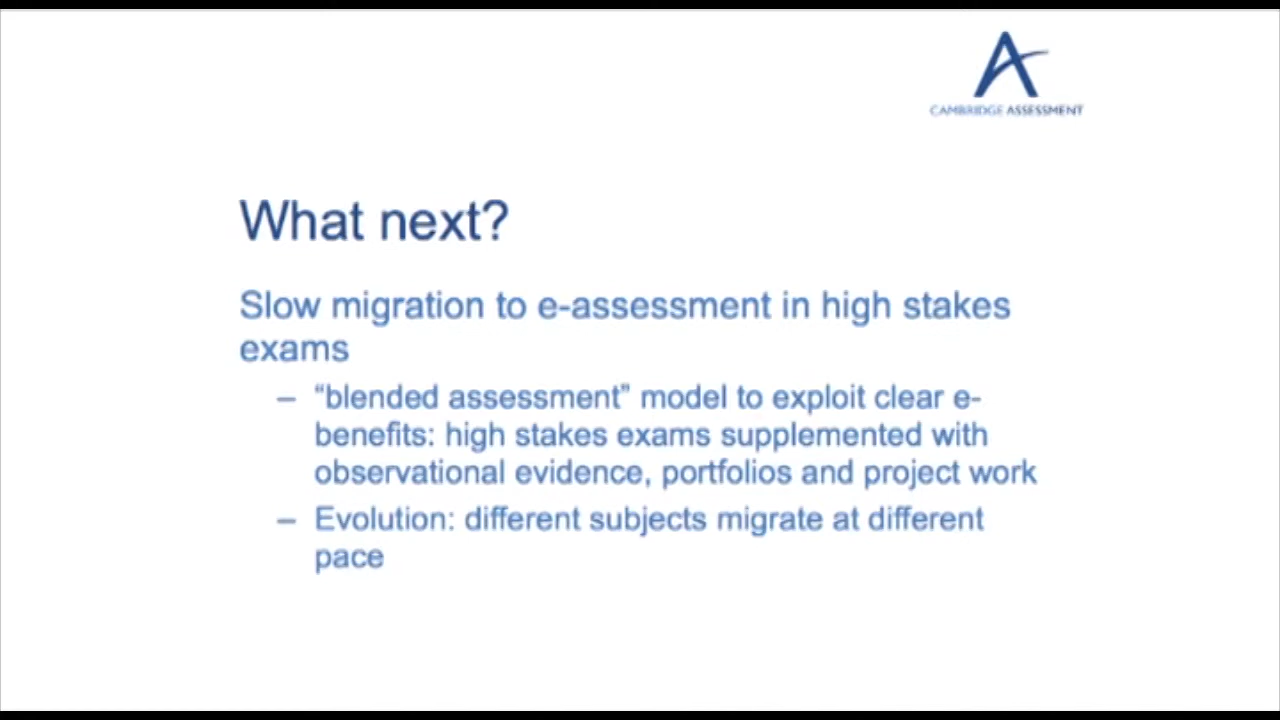 CAMBRIDGE ASSESSMENT
What next?
Slow migration to e-assessment in high stakes
exams
– “blended assessment” model to exploit clear e-
benefits: high stakes exams supplemented with
observational evidence, portfolios and project work
– Evolution: different subjects migrate at different
pace